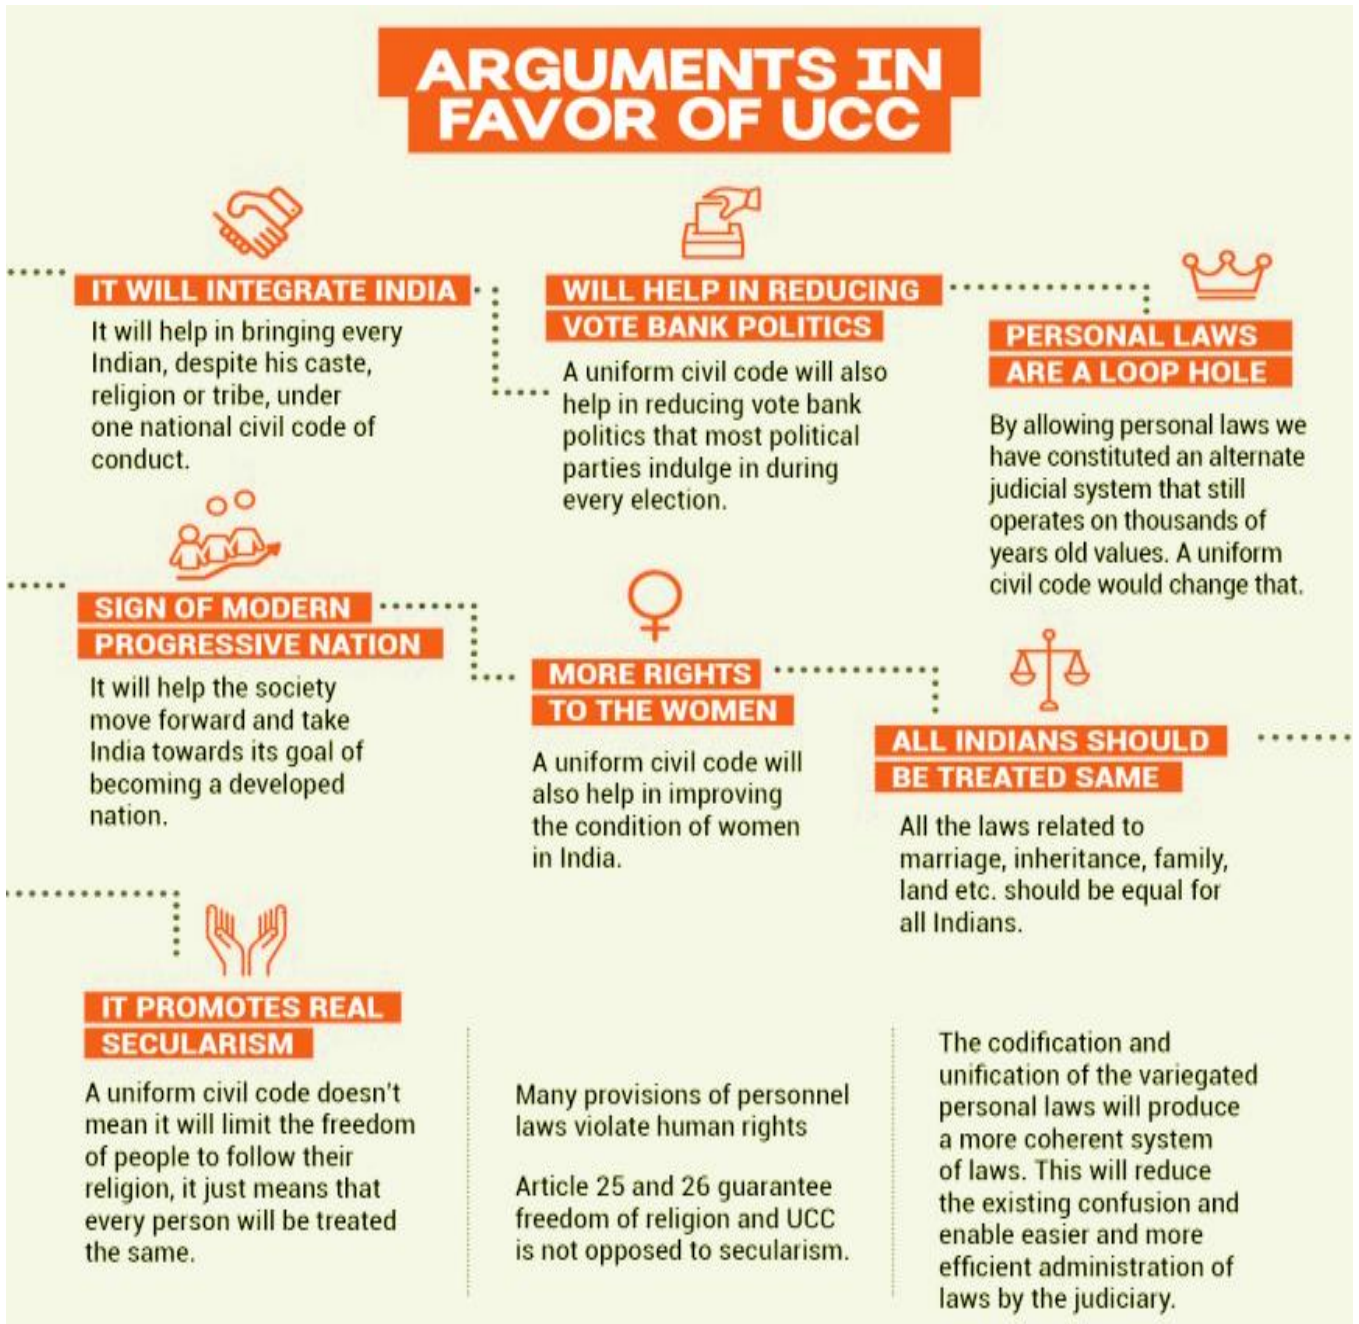 ARGUMENTS IN
FAVOR OF UCC
IT WILL INTEGRATE INDIA
It will help in bringing every
Indian, despite his caste,
religion or tribe, under
one national civil code of
conduct.
WILL HELP IN REDUCING
VOTE BANK POLITICS
A uniform civil code will also
help in reducing vote bank
politics that most political
parties indulge in during
every election.
PERSONAL LAWS
ARE A LOOP HOLE
By allowing personal laws we
have constituted an alternate
judicial system that still
operates on thousands of
years old values. A uniform
civil code would change that.
SIGN OF MODERN
PROGRESSIVE NATION
It will help the society
move forward and take
India towards its goal of
becoming a developed
nation.
MORE RIGHTS
TO THE WOMEN
A uniform civil code will
also help in improving
the condition of women
in India.
ALL INDIANS SHOULD
BE TREATED SAME
All the laws related to
marriage, inheritance, family,
land etc. should be equal for
all Indians.
IT PROMOTES REAL
SECULARISM
A uniform civil code doesn't
mean it will limit the freedom
of people to follow their
religion, it just means that
every person will be treated
the same.
Many provisions of personnel
laws violate human rights
Article 25 and 26 guarantee
freedom of religion and UCC
is not opposed to secularism.
The codification and
unification of the variegated
personal laws will produce
a more coherent system
of laws. This will reduce
the existing confusion and
enable easier and more
efficient administration of
laws by the judiciary.